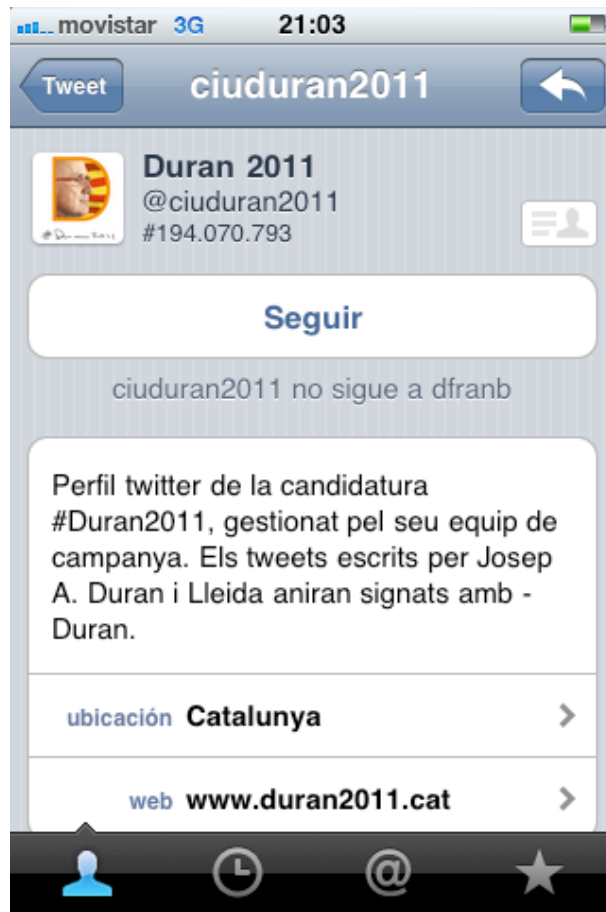 movistar 3G 21:03
Tweet ciuduran2011
Duran 2011
@ciuduran2011
#194.070.793
Seguir
ciuduran2011 no sigue a dfranb
Perfil twitter de la candidatura
#Duran2011, gestionat pel seu equip de
campanya. Els tweets escrits per Josep
A. Duran i Lleida aniran signats amb -
Duran.
ubicación Catalunya
web www.duran2011.cat